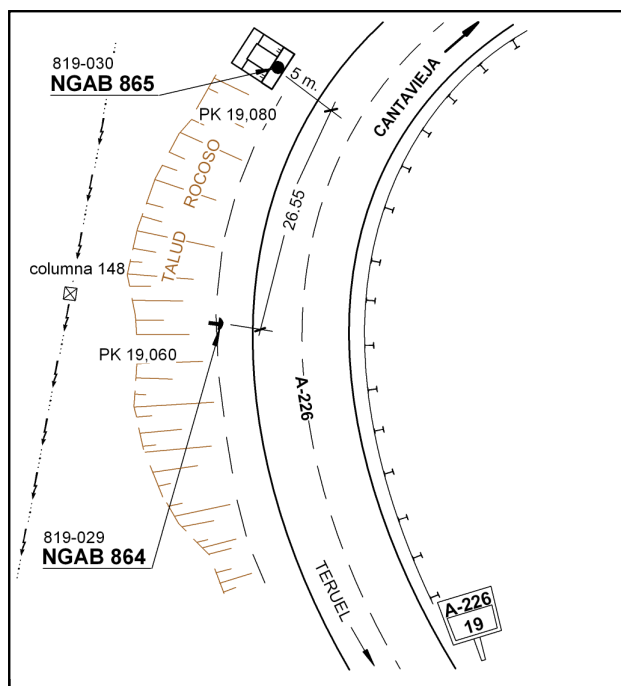 819-030
NGAB 865
5 m.
CANTAVIEJA
PK 19,080
TALUD ROCOSO
26.55
columna 148
PK 19,060
A-226
819-029
NGAB 864
TERUEL
A-226
19